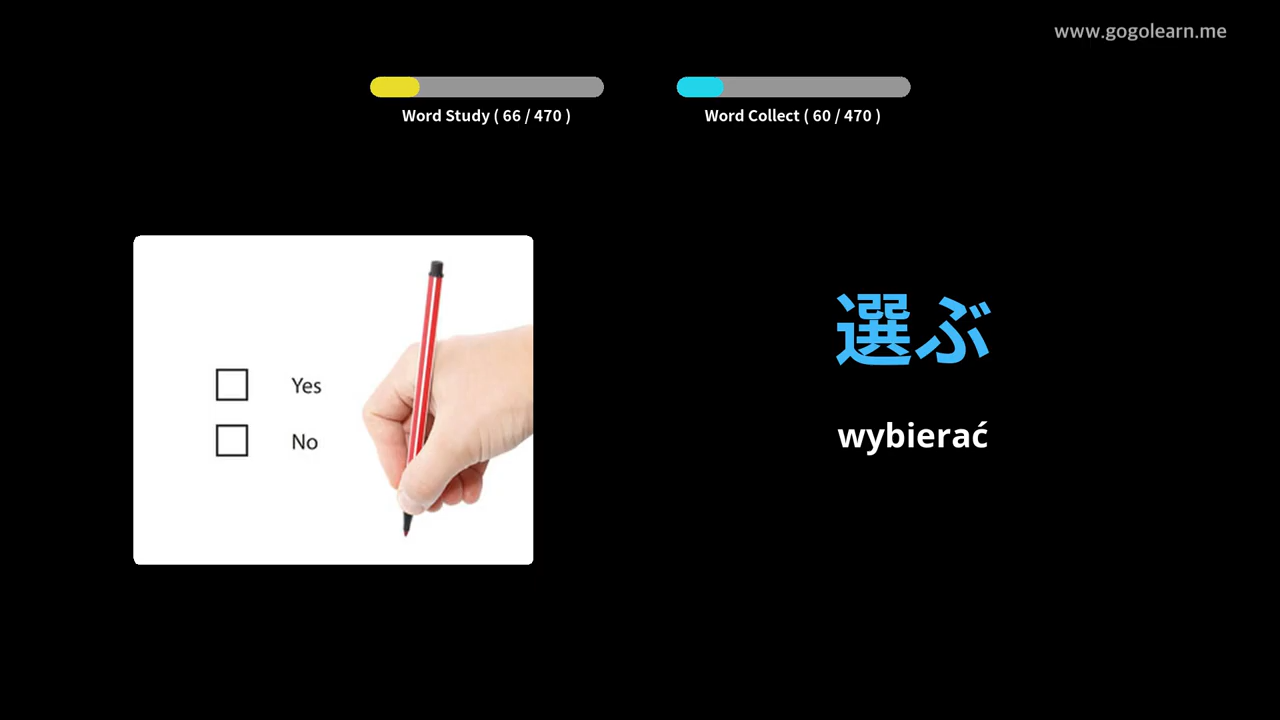 www.gogolearn.me
Word Study ( 66 / 470 )
Word Collect ( 60 / 470 )
Yes
No
選ぶ
wybierać